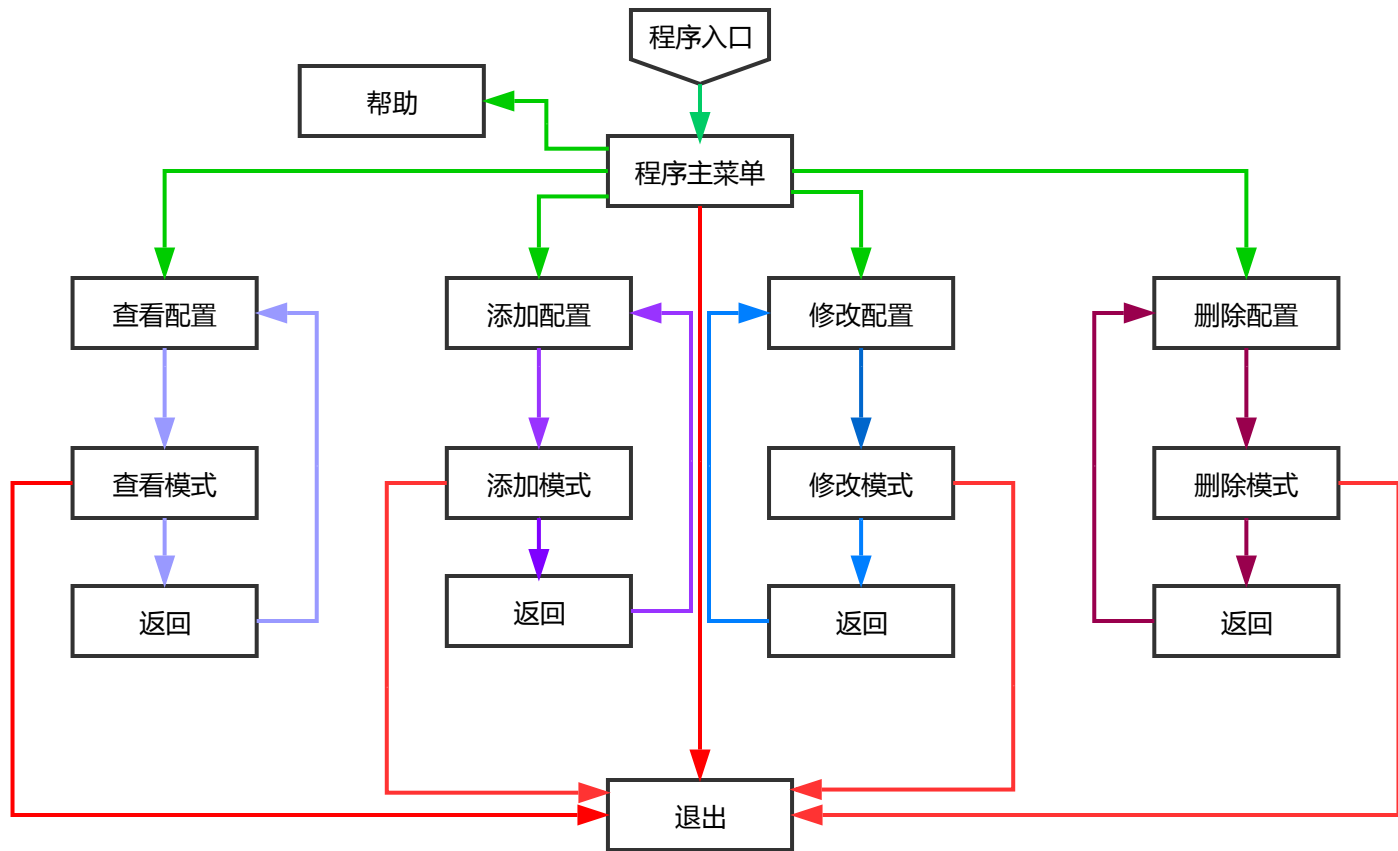 程序入口
帮助
程序主菜单
查看配置
添加配置
修改配置
删除配置
查看模式
添加模式
修改模式
删除模式
返回
返回
返回
返回
退出